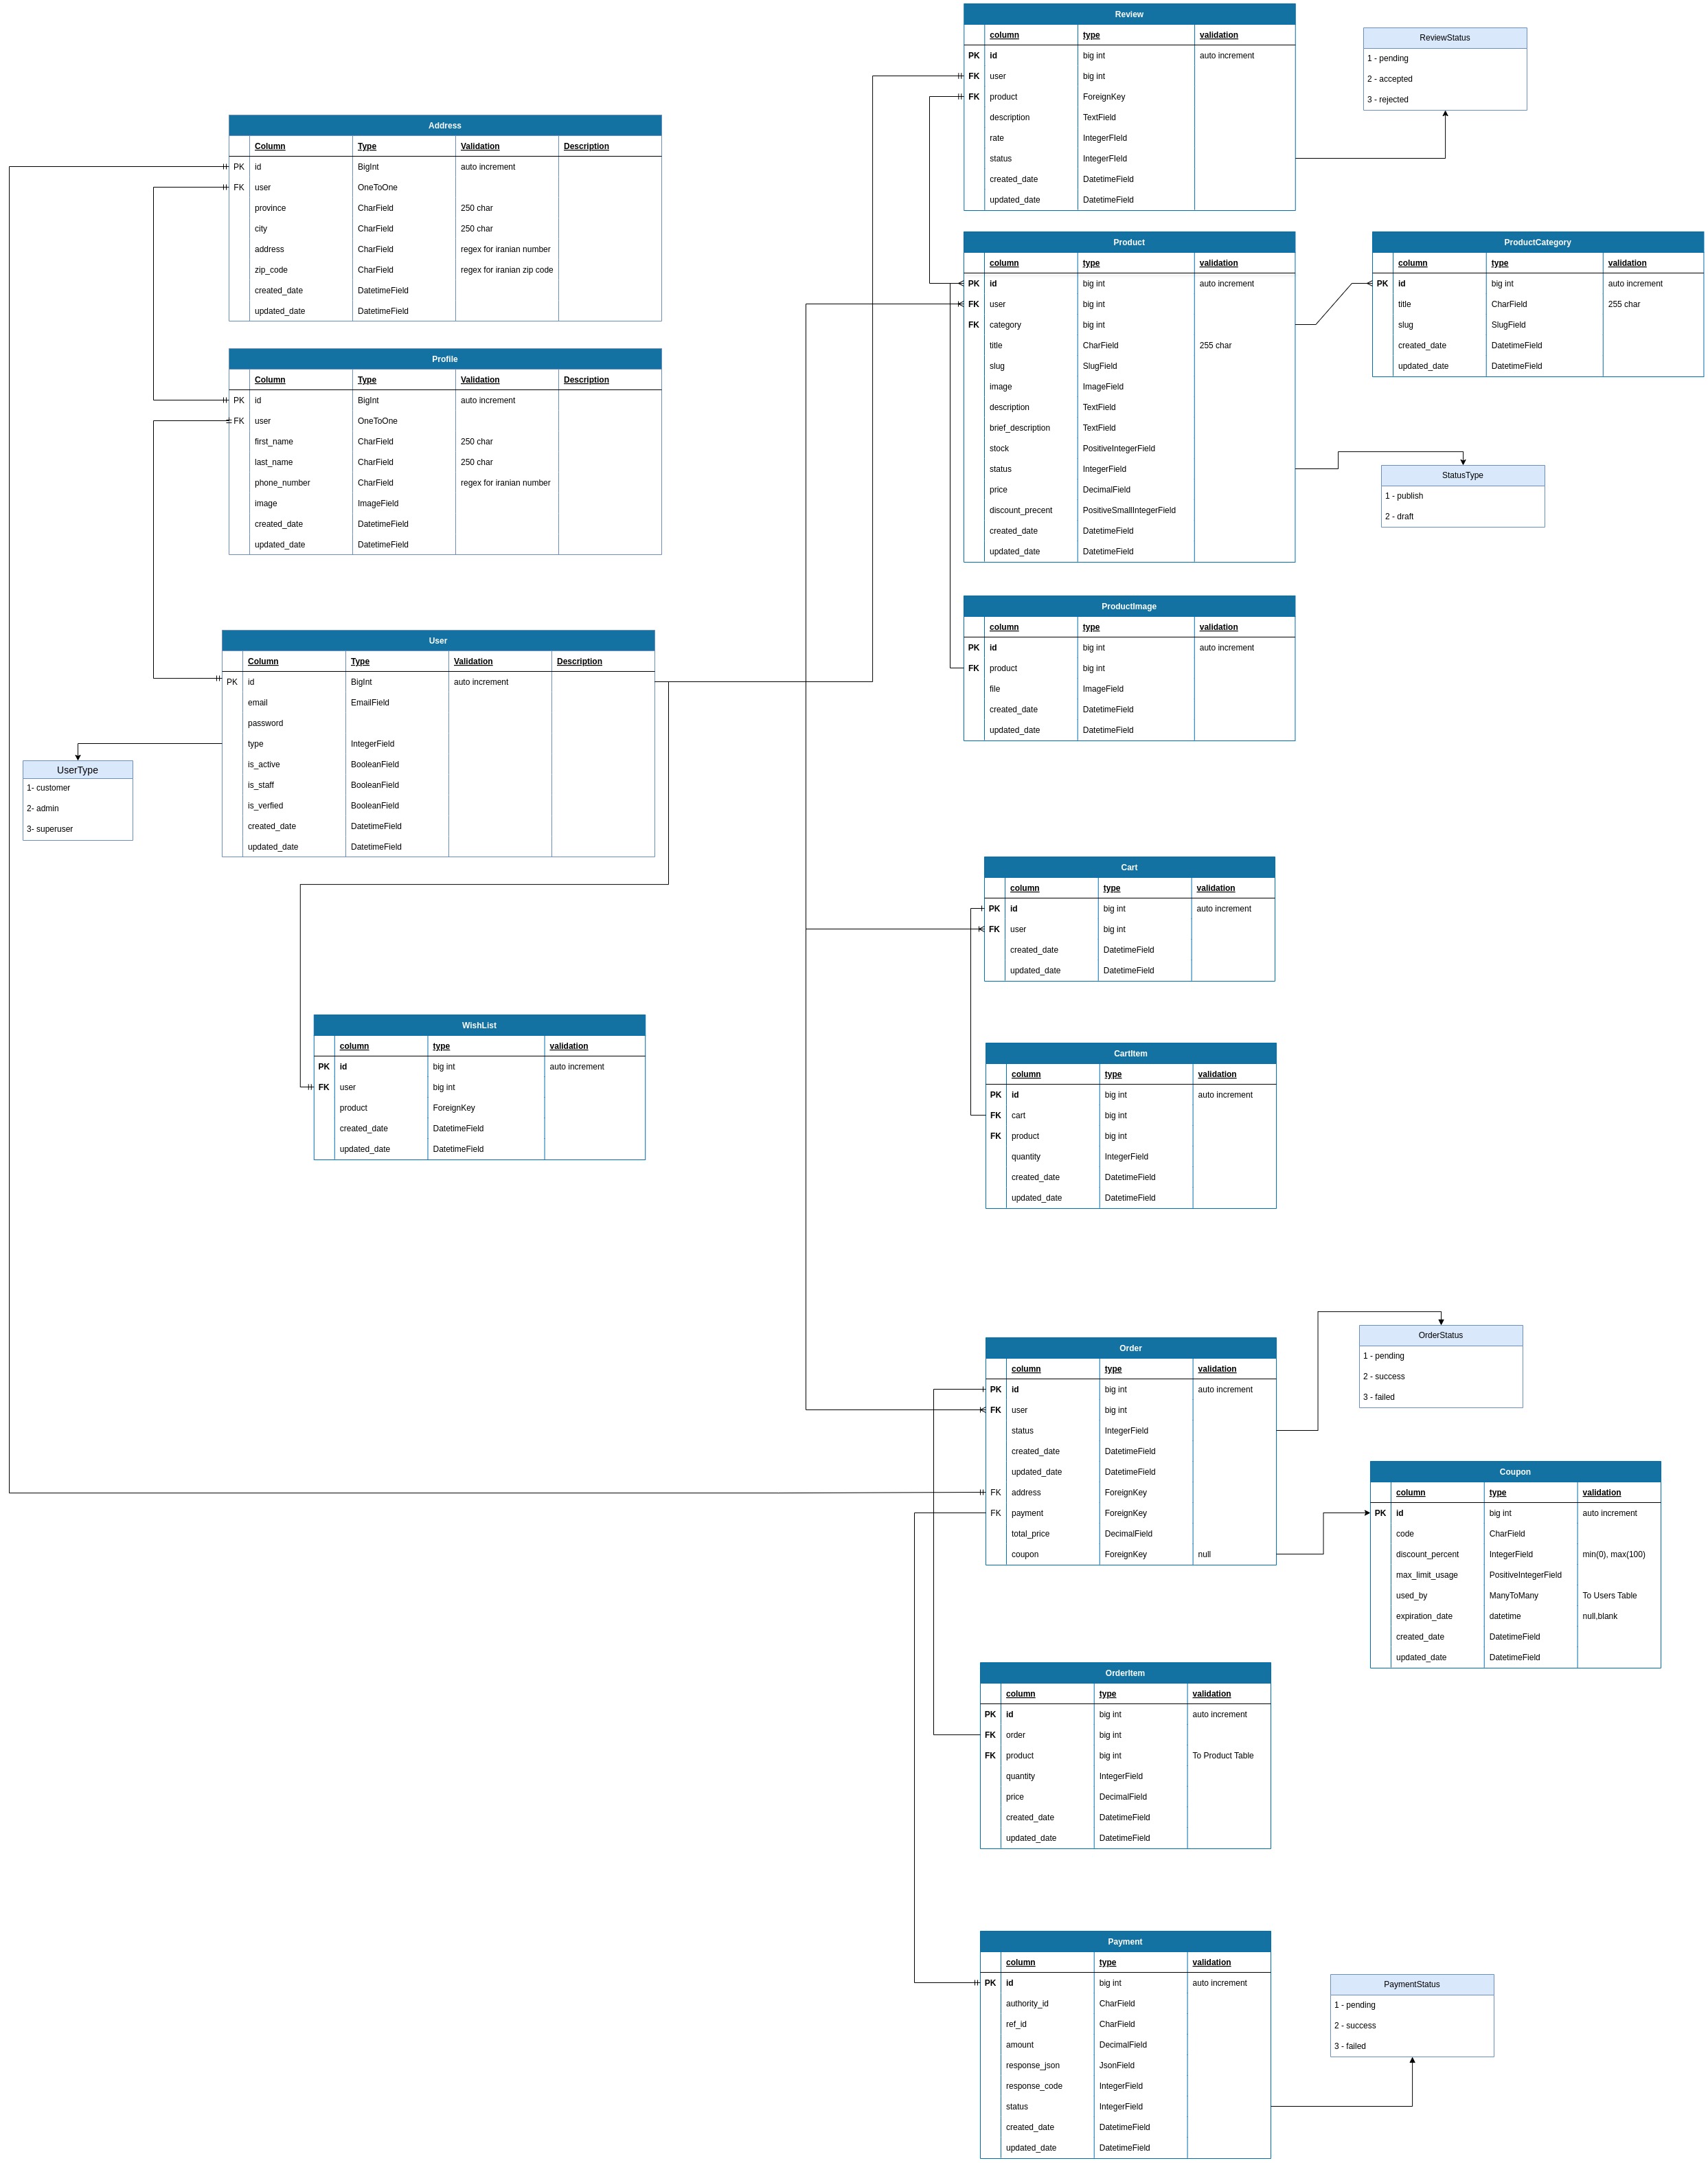 Review
column type validation
PK id big int auto increment
FK user big int
FK product ForeignKey
description TextField
rate IntegerFIeld
status IntegerFIeld
created_date DatetimeField
updated_date DatetimeField
ReviewStatus
1 - pending
2 - accepted
3 - rejected
Address
Column Type Validation Description
PK id BigInt auto increment
FK user OneToOne
province CharField 250 char
city CharField 250 char
address CharField regex for iranian number
zip_code CharField regex for iranian zip code
created_date DatetimeField
updated_date DatetimeField
Product
column type validation
PK id big int auto increment
FK user big int
FK category big int
title CharField 255 char
slug SlugField
image ImageField
description TextField
brief_description TextField
stock PositiveIntegerField
status IntegerField
price DecimalField
discount_precent PositiveSmallIntegerField
created_date DatetimeField
updated_date DatetimeField
ProductCategory
column type validation
PK id big int auto increment
title CharField 255 char
slug SlugField
created_date DatetimeField
updated_date DatetimeField
Profile
Column Type Validation Description
PK id BigInt auto increment
FK user OneToOne
first_name CharField 250 char
last_name CharField 250 char
phone_number CharField regex for iranian number
image ImageField
created_date DatetimeField
updated_date DatetimeField
StatusType
1 - publish
2 - draft
ProductImage
column type validation
PK id big int auto increment
FK product big int
file ImageField
created_date DatetimeField
updated_date DatetimeField
User
Column Type Validation Description
PK id BigInt auto increment
email EmailField
password
type IntegerField
is_active BooleanField
is_staff BooleanField
is_verfied BooleanField
created_date DatetimeField
updated_date DatetimeField
UserType
1- customer
2- admin
3- superuser
Cart
column type validation
PK id big int auto increment
FK user big int
created_date DatetimeField
updated_date DatetimeField
WishList
column type validation
PK id big int auto increment
FK user big int
product ForeignKey
created_date DatetimeField
updated_date DatetimeField
CartItem
column type validation
PK id big int auto increment
FK cart big int
FK product big int
quantity IntegerField
created_date DatetimeField
updated_date DatetimeField
Order
column type validation
PK id big int auto increment
FK user big int
status IntegerField
created_date DatetimeField
updated_date DatetimeField
FK address ForeignKey
FK payment ForeignKey
total_price DecimalField
coupon ForeignKey null
OrderStatus
1 - pending
2 - success
3 - failed
Coupon
column type validation
PK id big int auto increment
code CharField
discount_percent IntegerField min(0), max(100)
max_limit_usage PositiveIntegerField
used_by ManyToMany To Users Table
expiration_date datetime null,blank
created_date DatetimeField
updated_date DatetimeField
OrderItem
column type validation
PK id big int auto increment
FK order big int
FK product big int To Product Table
quantity IntegerField
price DecimalField
created_date DatetimeField
updated_date DatetimeField
Payment
column type validation
PK id big int auto increment
authority_id CharField
ref_id CharField
amount DecimalField
response_json JsonField
response_code IntegerField
status IntegerField
created_date DatetimeField
updated_date DatetimeField
PaymentStatus
1 - pending
2 - success
3 - failed